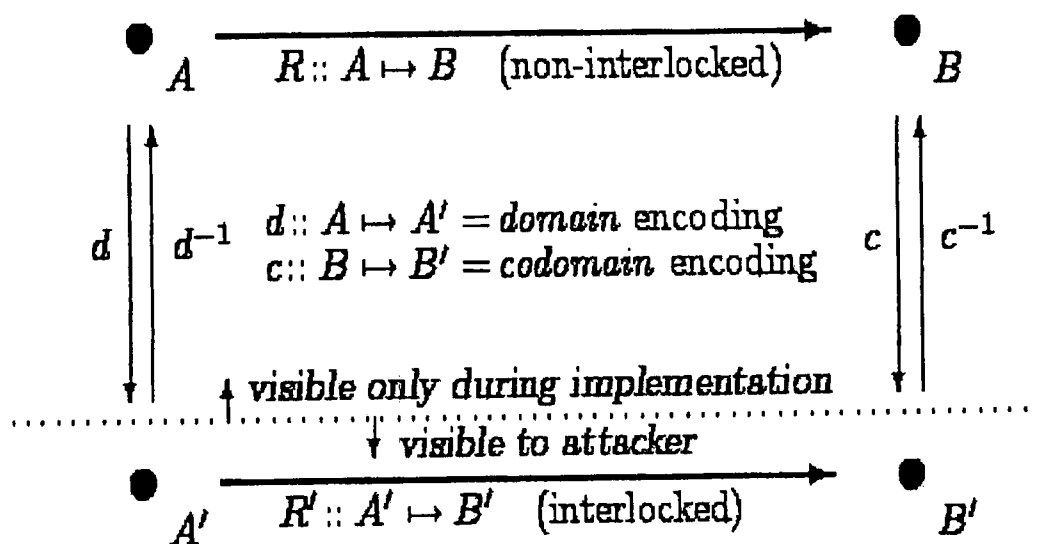 A
R :: A ↦ B (non-interlocked)
B
d
d⁻¹
d :: A ↦ A′ = domain encoding
c :: B ↦ B′ = codomain encoding
c
c⁻¹
visible only during implementation
visible to attacker
A′
R′ :: A′ ↦ B′ (interlocked)
B′